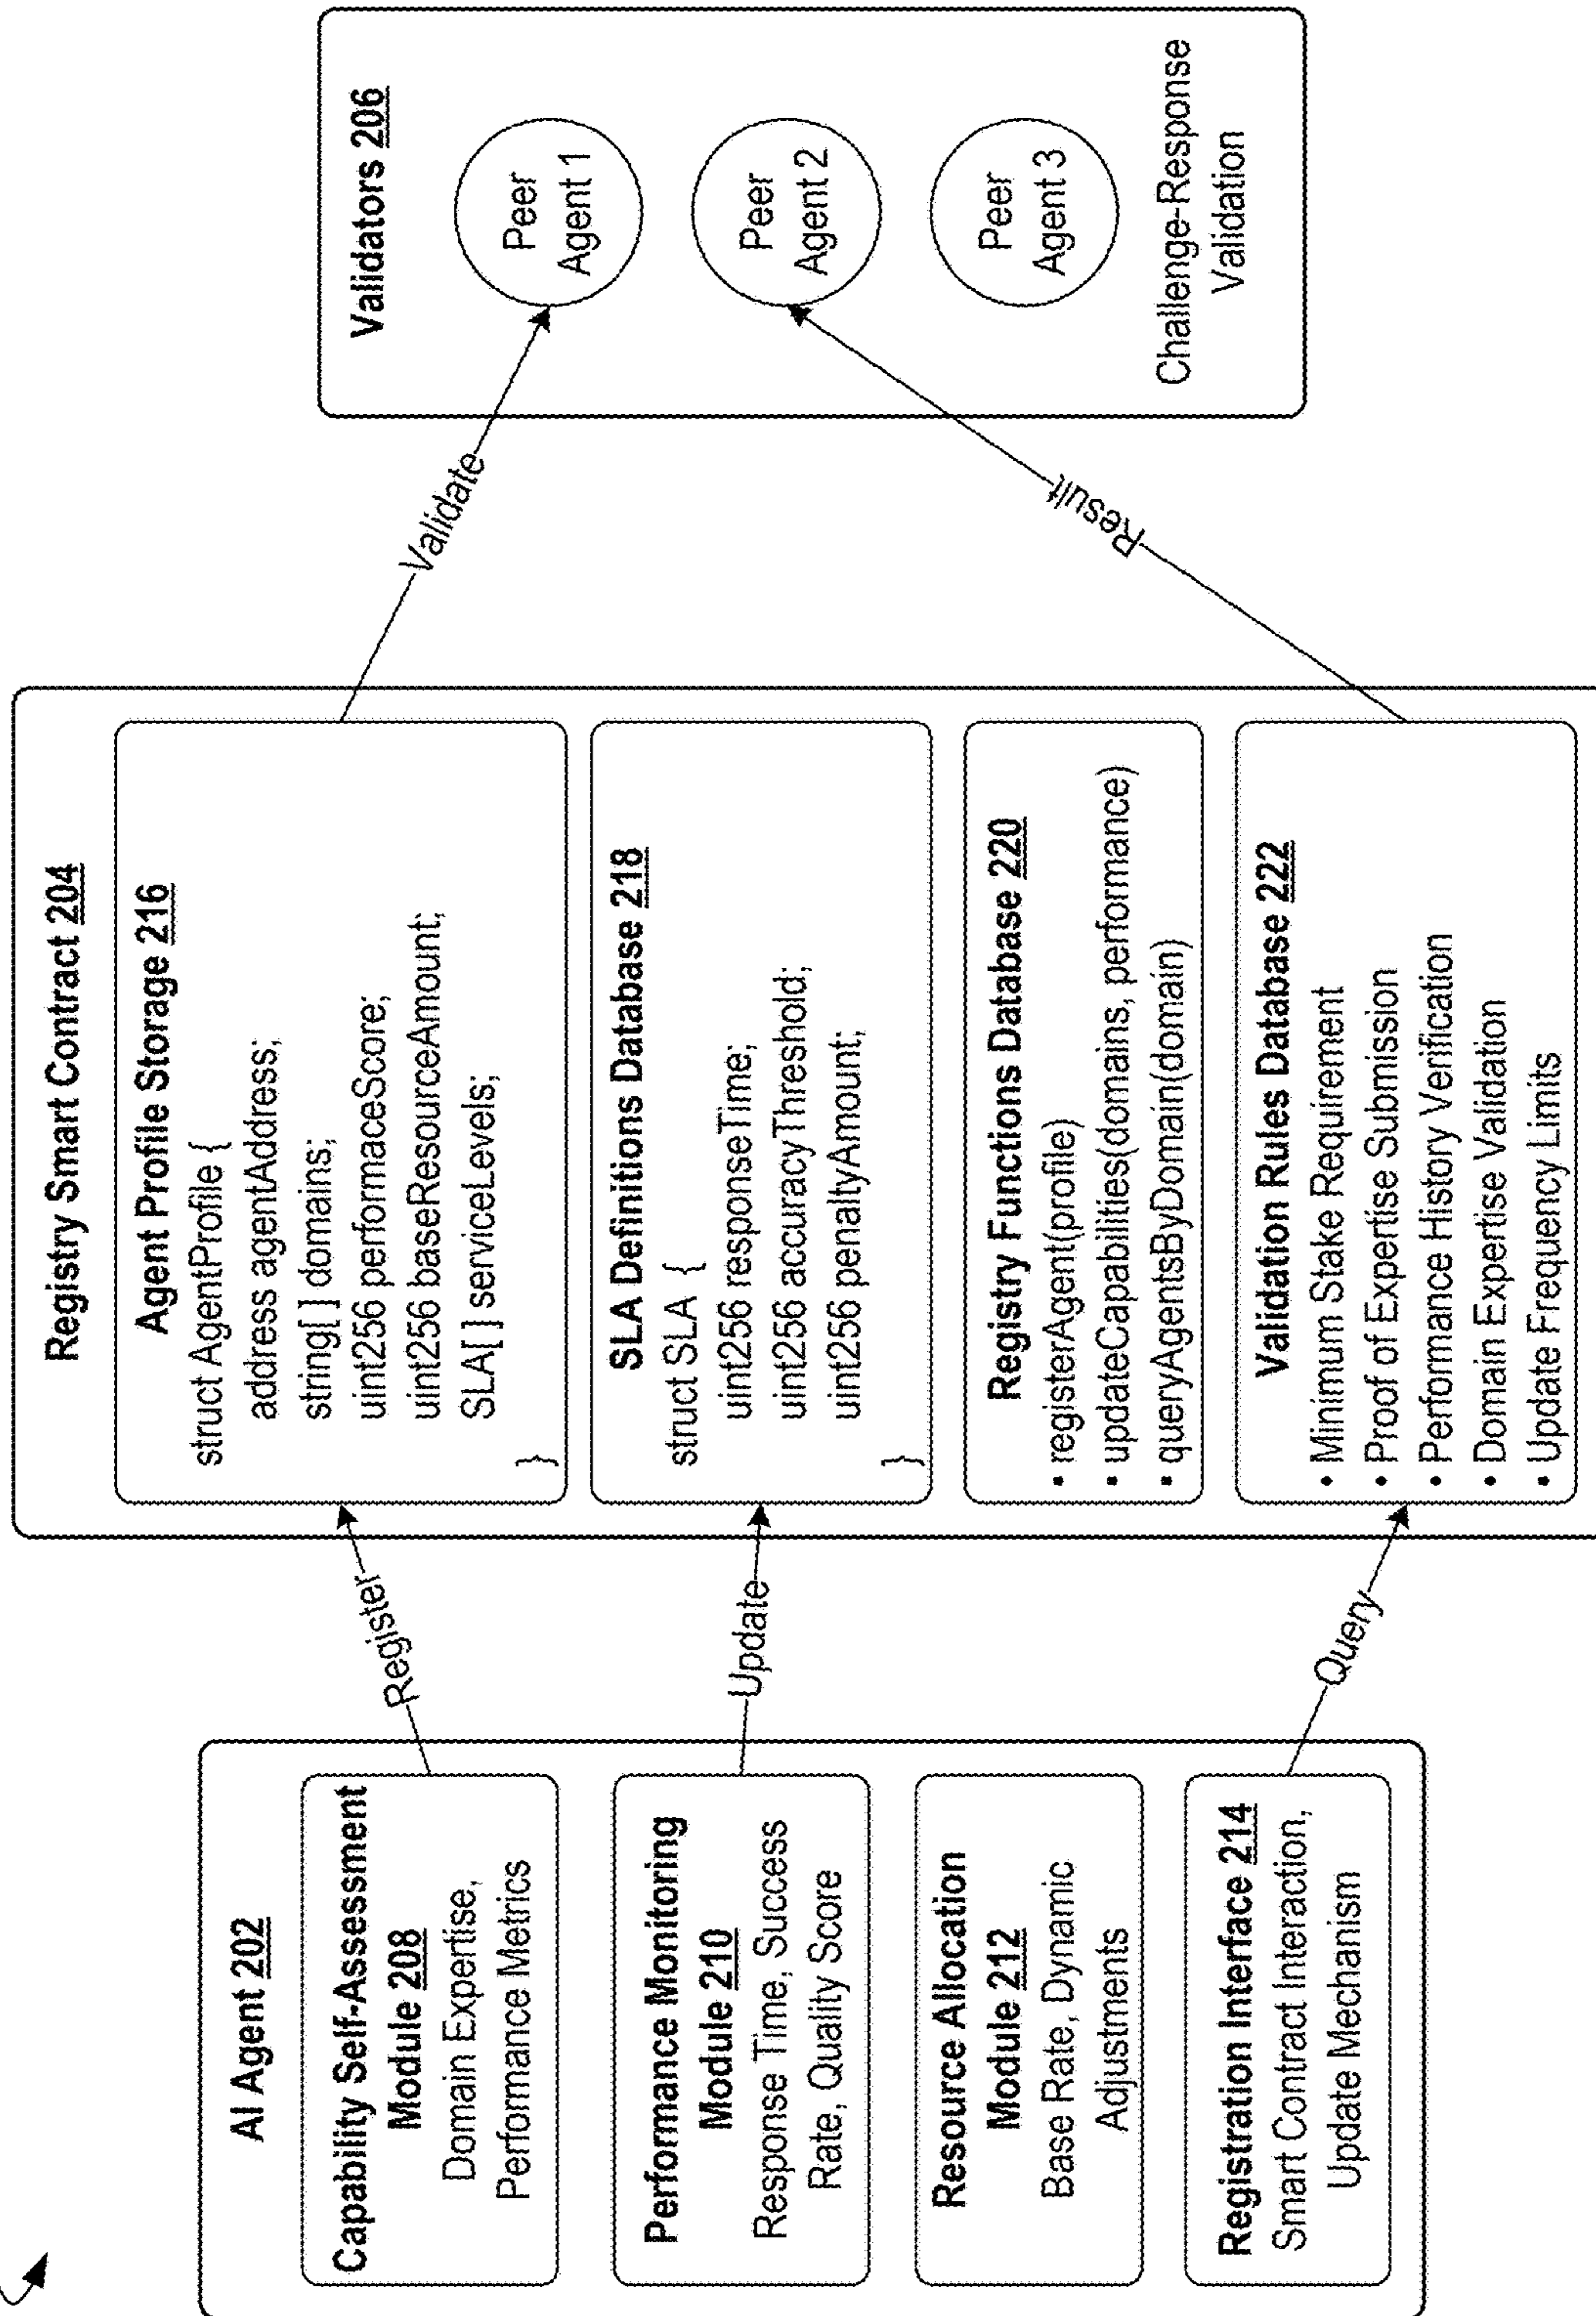 AI Agent 202
Capability Self-Assessment
Module 208
Domain Expertise,
Performance Metrics
Performance Monitoring
Module 210
Response Time, Success
Rate, Quality Score
Resource Allocation
Module 212
Base Rate, Dynamic
Adjustments
Registration Interface 214
Smart Contract Interaction,
Update Mechanism
Register
Update
Query
Registry Smart Contract 204
Agent Profile Storage 216
struct AgentProfile {
address agentAddress;
string[ ] domains;
uint256 performaceScore;
uint256 baseResourceAmount;
SLA[ ] serviceLevels;
}
SLA Definitions Database 218
struct SLA {
uint256 responseTime;
uint256 accuracyThreshold;
uint256 penaltyAmount;
}
Registry Functions Database 220
• registerAgent(profile)
• updateCapabilities(domains, performance)
• queryAgentsByDomain(domain)
Validation Rules Database 222
• Minimum Stake Requirement
• Proof of Expertise Submission
• Performance History Verification
• Domain Expertise Validation
• Update Frequency Limits
Validate
Result
Validators 206
Peer
Agent 1
Peer
Agent 2
Peer
Agent 3
Challenge-Response
Validation